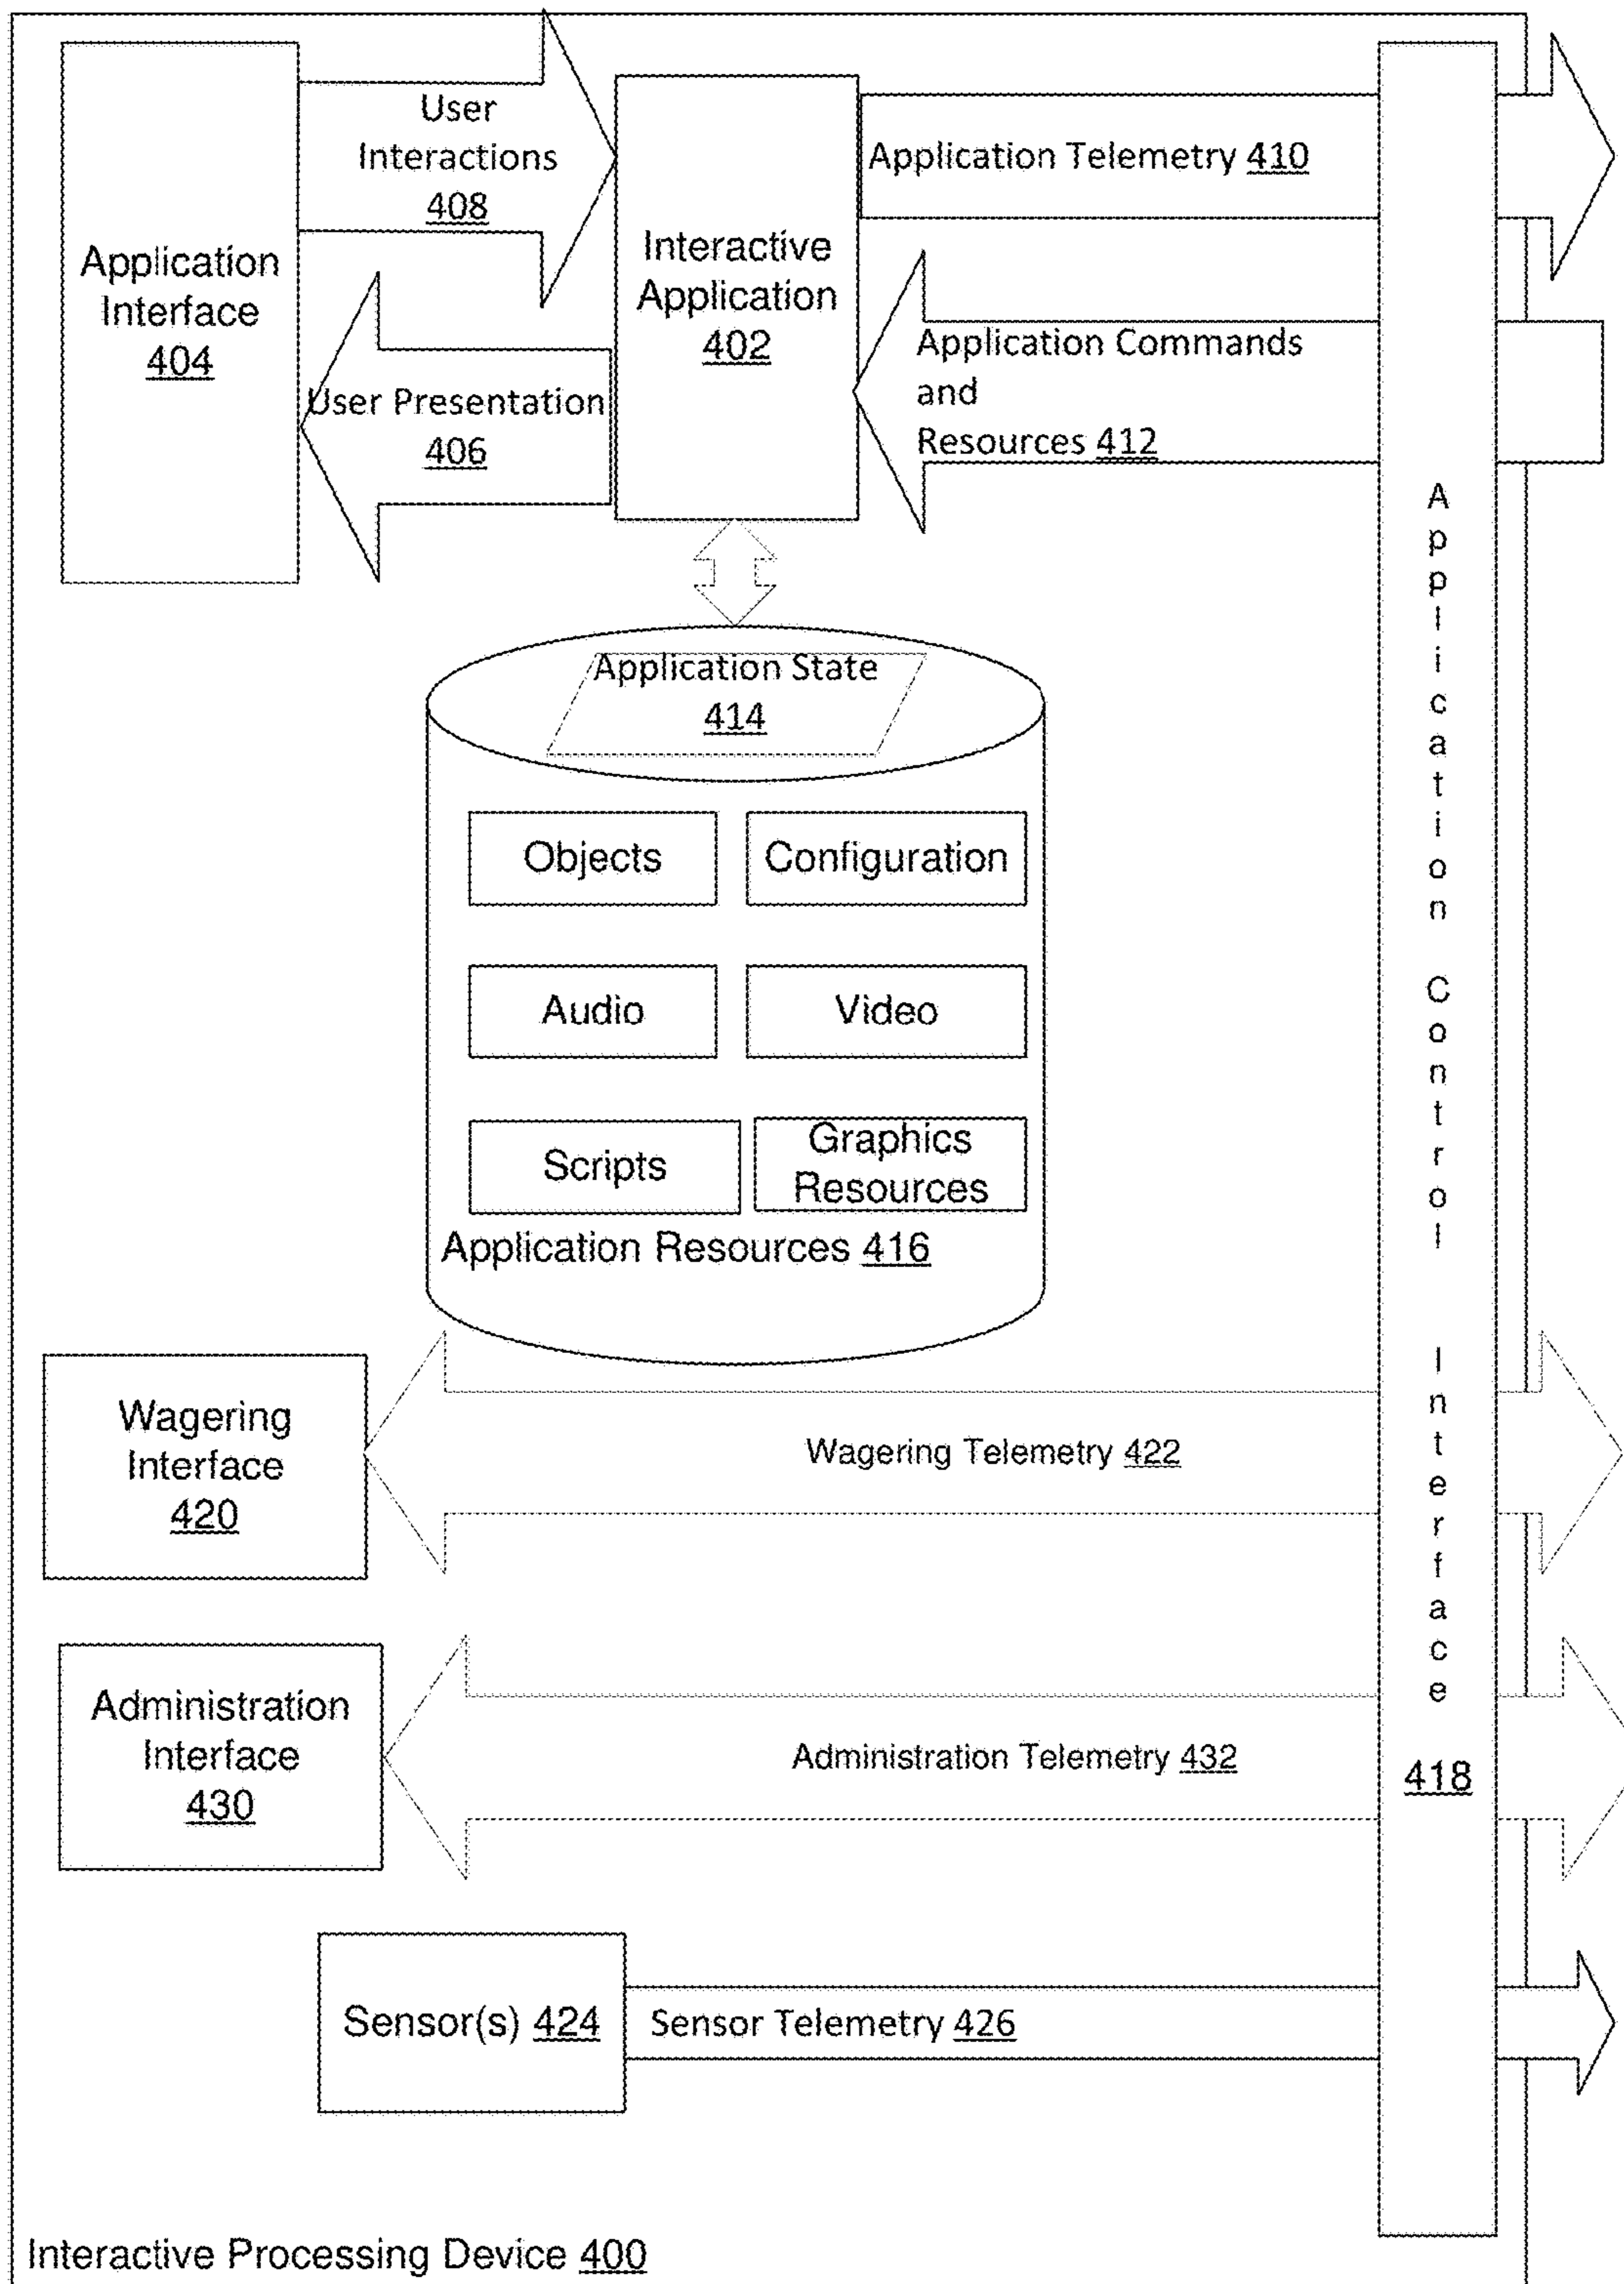 User
Interactions
408
Application
Interface
404
User Presentation
406
Interactive
Application
402
Application Telemetry 410
Application Commands
and
Resources 412
Application State
414
Objects
Configuration
Audio
Video
Scripts
Graphics
Resources
Application Resources 416
Application Control Interface
418
Wagering
Interface
420
Wagering Telemetry 422
Administration
Interface
430
Administration Telemetry 432
Sensor(s) 424
Sensor Telemetry 426
Interactive Processing Device 400